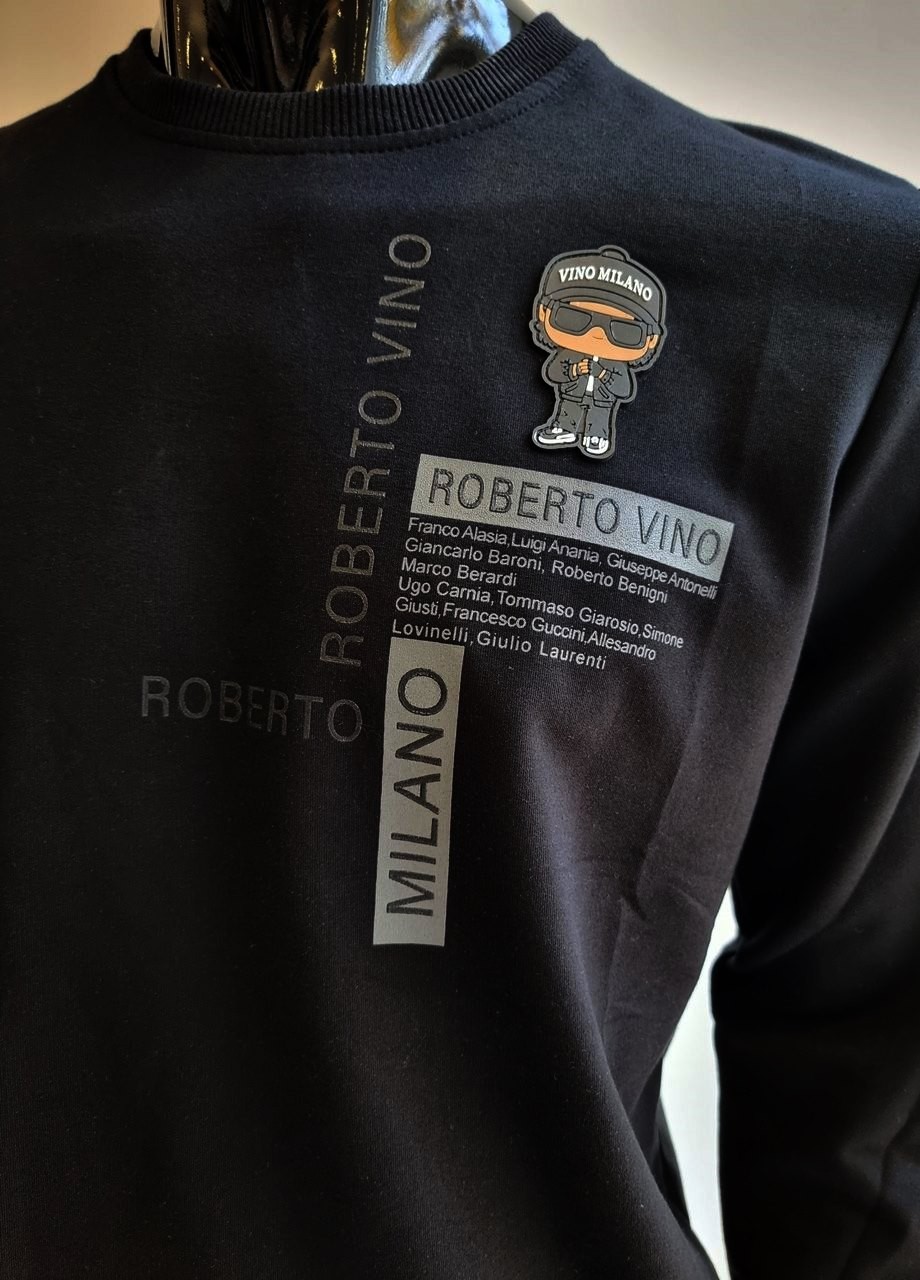 VINO MILANO
ROBERTO VINO
ROBERTO VINO
Franco Alasia,Luigi Anania, Giuseppe Antonelli
Giancarlo Baroni, Roberto Benigni
Marco Berardi
Ugo Carnia,Tommaso Giarosio,Simone
Giusti,Francesco Guccini,Allesandro
Lovinelli,Giulio Laurenti
ROBERTO
MILANO